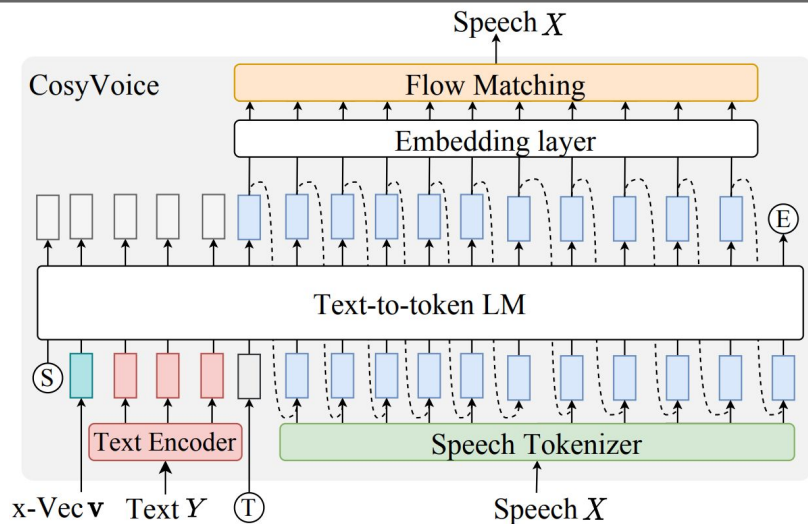 Speech X
CosyVoice
Flow Matching
Embedding layer
E
Text-to-token LM
S
Text Encoder
Speech Tokenizer
x-Vec v
Text Y
T
Speech X